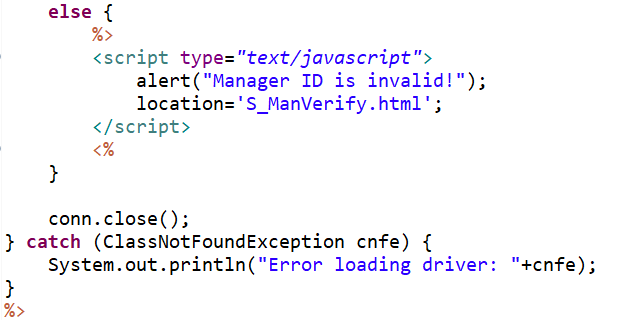 else {
%>
<script type="text/javascript">
alert("Manager ID is invalid!");
location='S_ManVerify.html';
</script>
<%
}
conn.close();
} catch (ClassNotFoundException cnfe) {
System.out.println("Error loading driver: "+cnfe);
}
%>